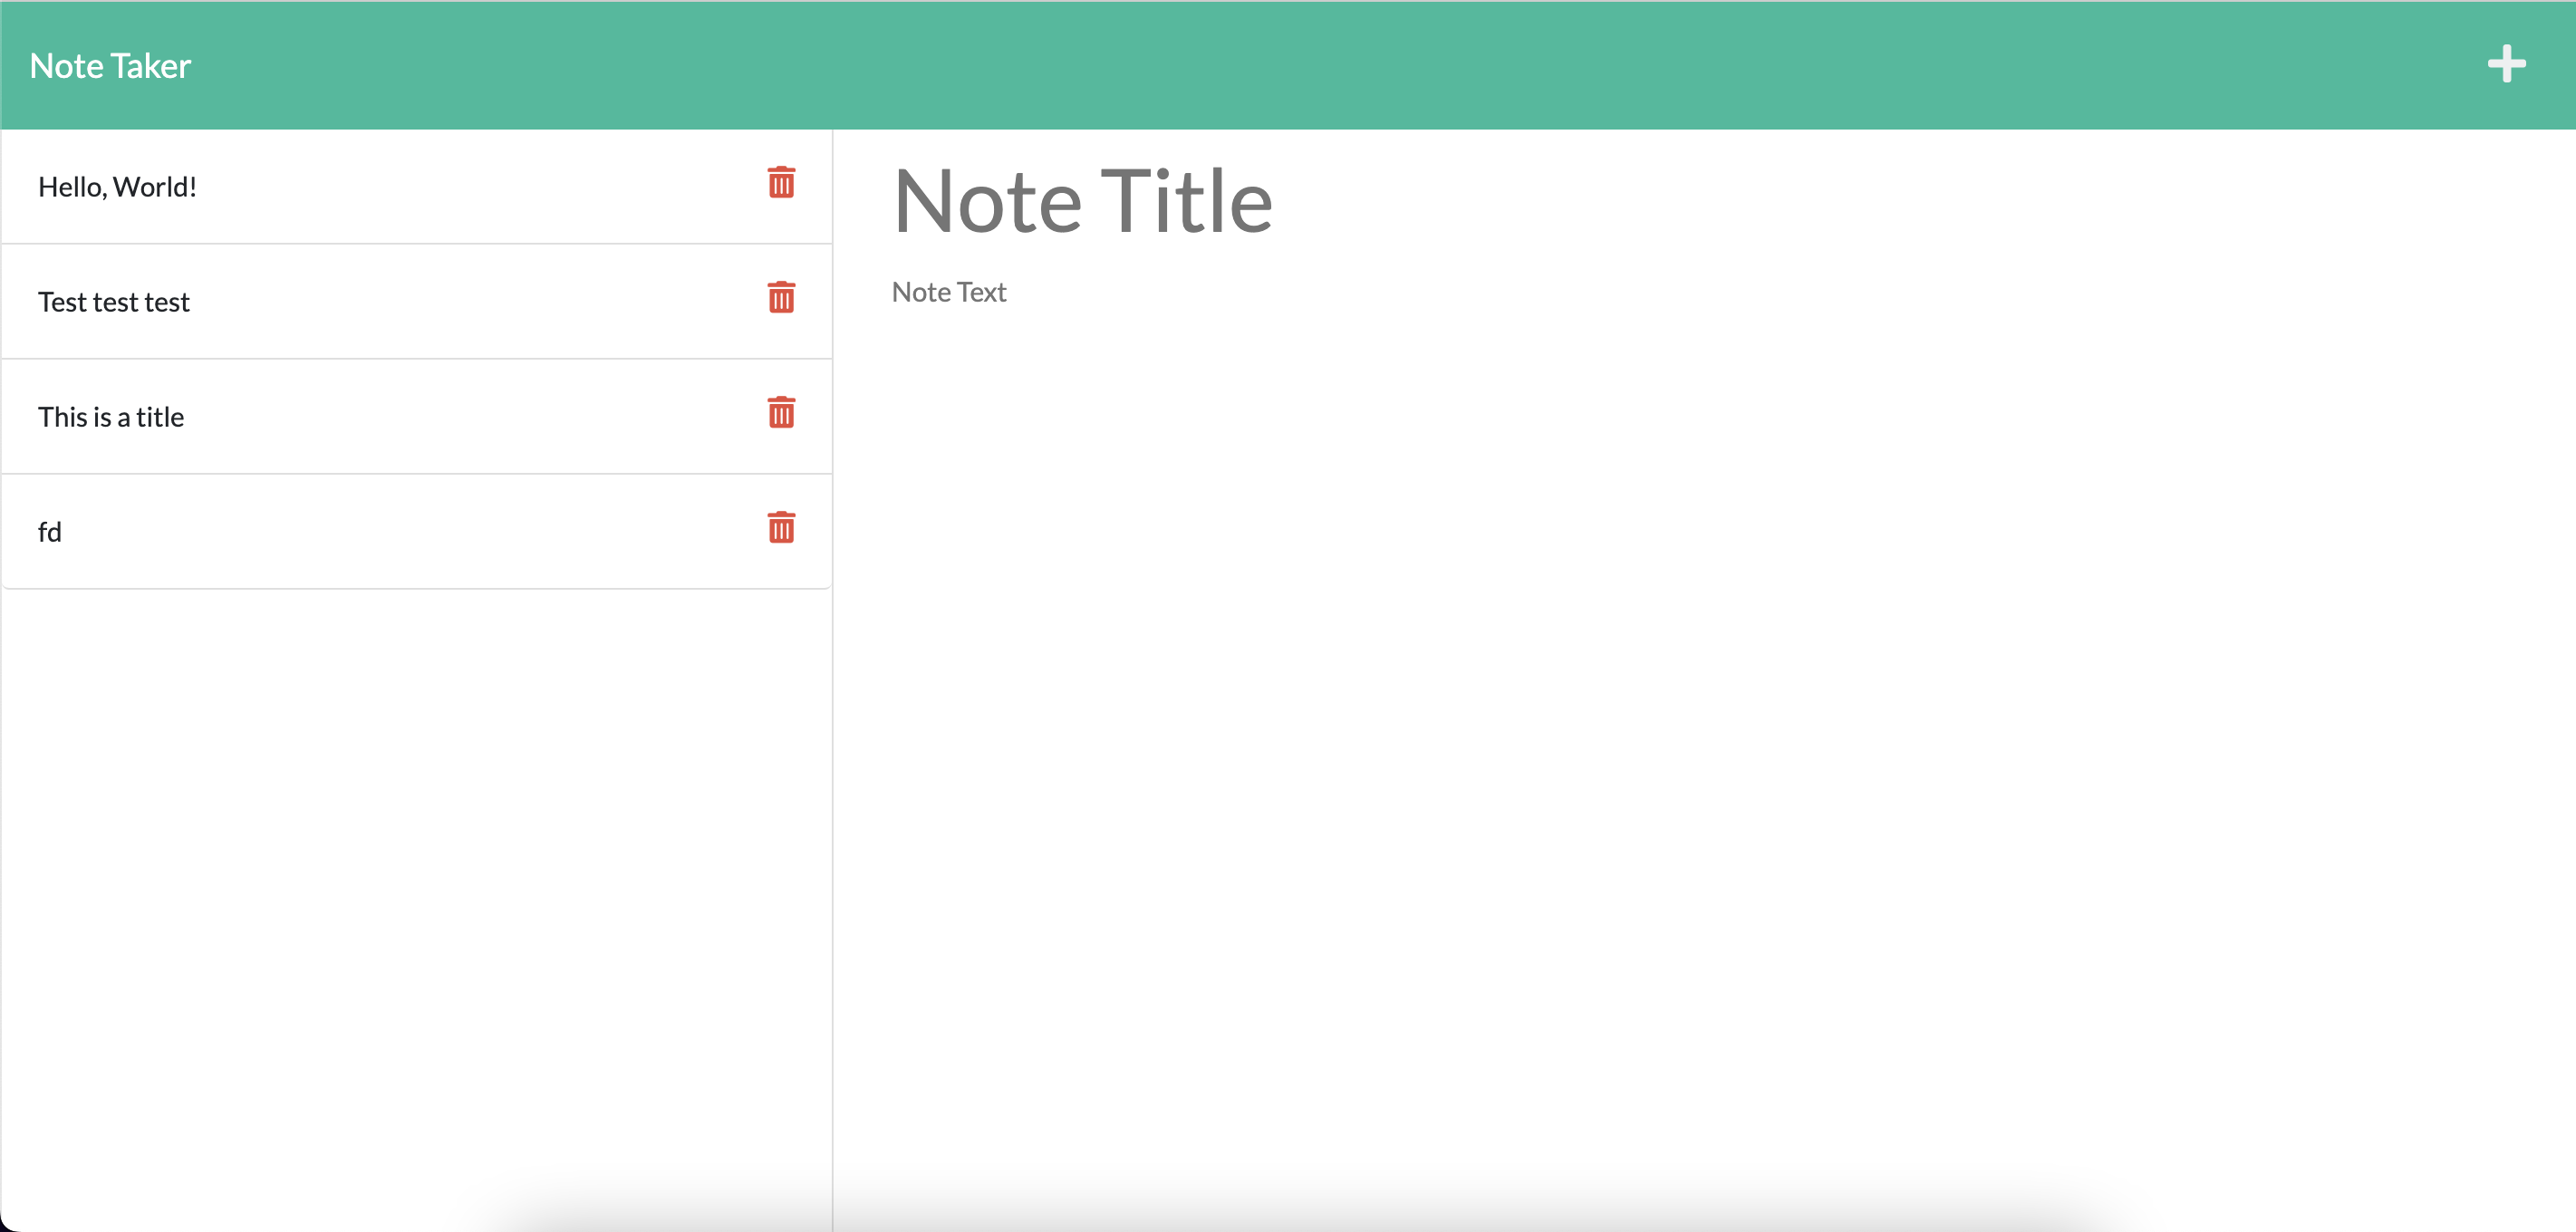 Note Taker
Hello, World!
Test test test
This is a title
fd
Note Title
Note Text